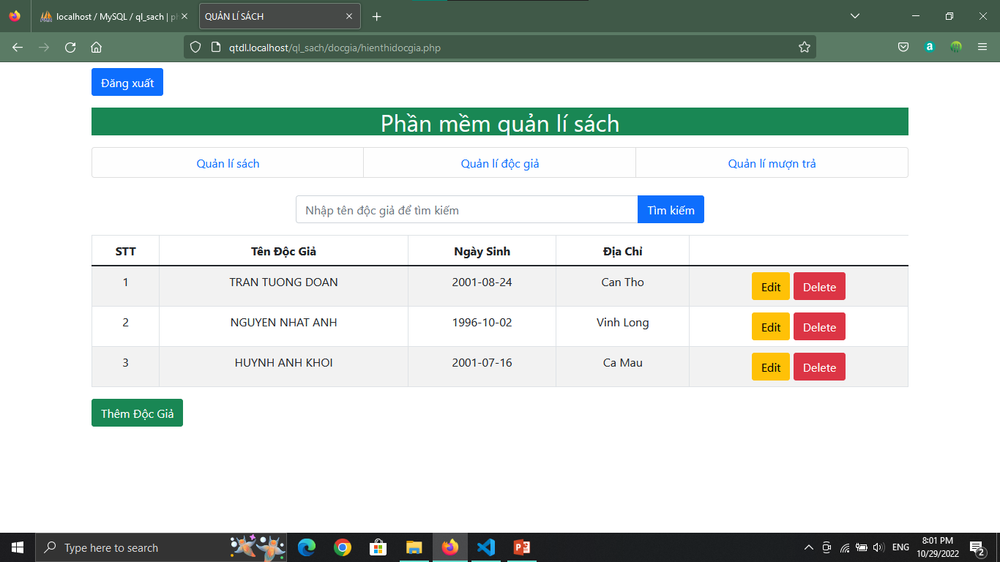 localhost / MySQL / ql_sach | ph
QUẢN LÍ SÁCH
qtdl.localhost/ql_sach/docgia/hienthidocgia.php
Đăng xuất
Phần mềm quản lí sách
Quản lí sách
Quản lí độc giả
Quản lí mượn trả
Nhập tên độc giả để tìm kiếm
Tìm kiếm
STT Tên Độc Giả Ngày Sinh Địa Chỉ
1 TRAN TUONG DOAN 2001-08-24 Can Tho Edit Delete
2 NGUYEN NHAT ANH 1996-10-02 Vinh Long Edit Delete
3 HUYNH ANH KHOI 2001-07-16 Ca Mau Edit Delete
Thêm Độc Giả
Type here to search
ENG
8:01 PM
10/29/2022
2